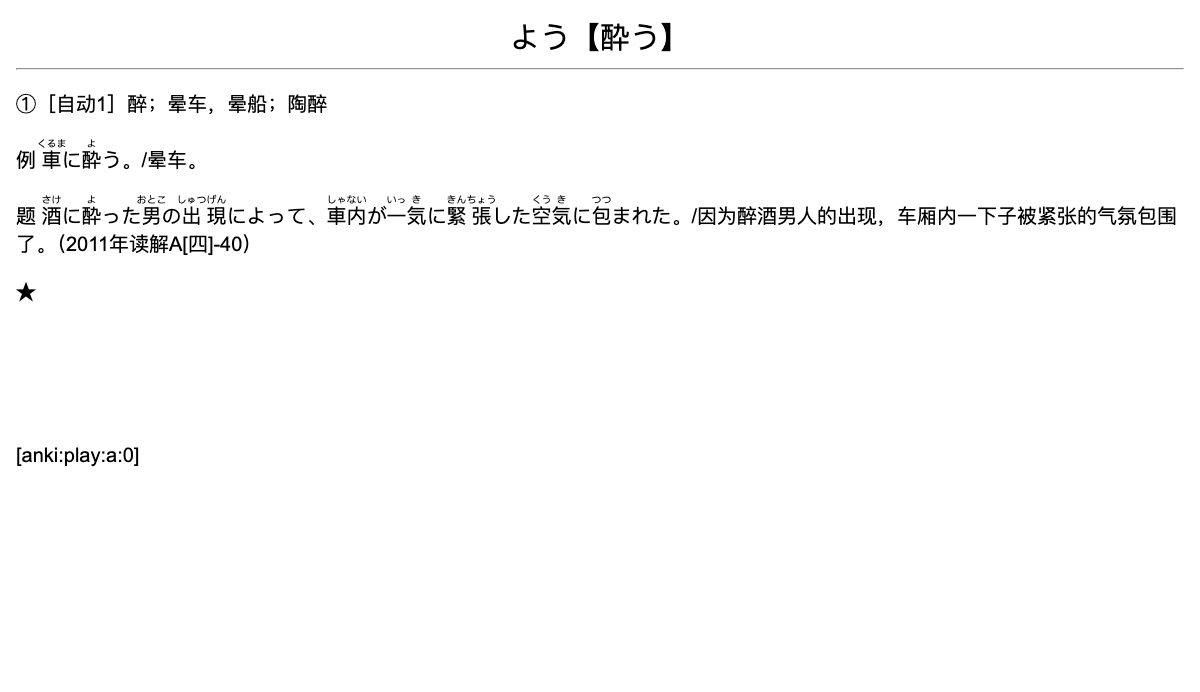 よう【酔う】
①［自动1］醉；晕车，晕船；陶醉
くるま よ
例 車に酔う。/晕车。
さけ よ おとこ しゅつげん しゃない いっき きんちょう くうき つつ
题 酒に酔った男の出現によって、車内が一気に緊張した空気に包まれた。/因为醉酒男人的出现，车厢内一下子被紧张的气氛包围
了。（2011年读解A[四]-40）
★
[anki:play:a:0]